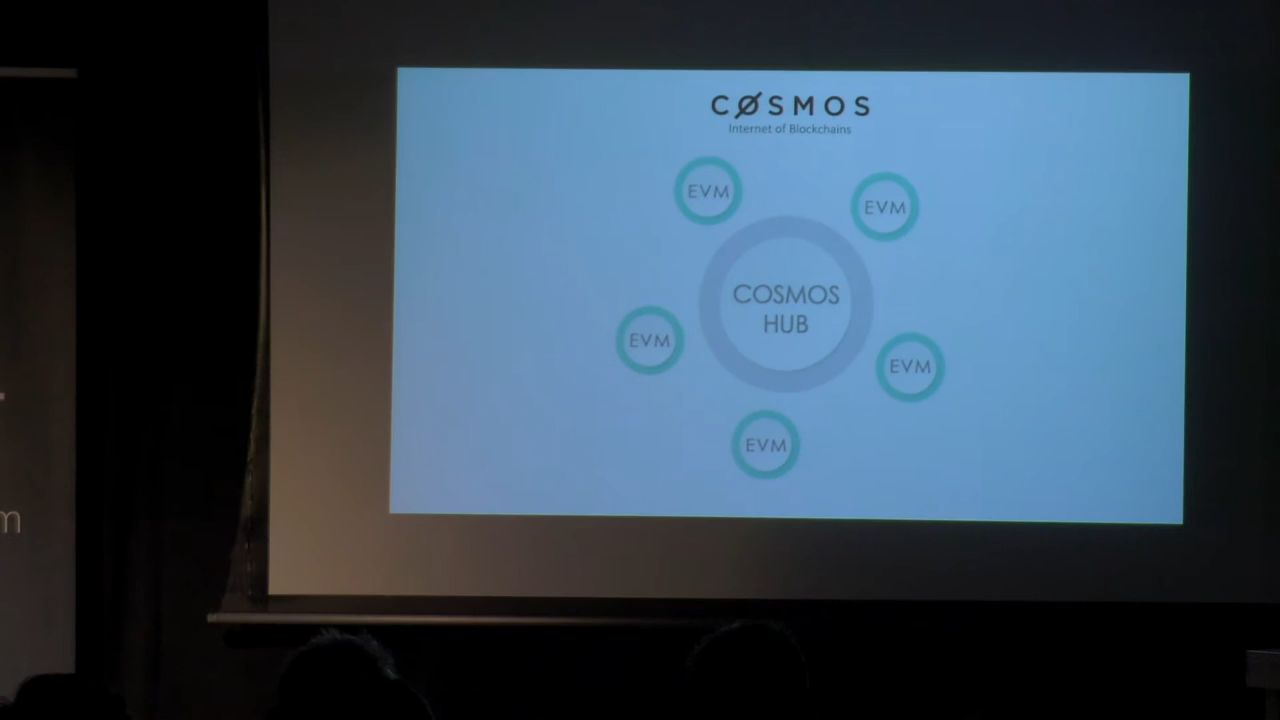 CØSMOS
Internet of Blockchains
EVM
EVM
COSMOS
HUB
EVM
EVM
EVM
m